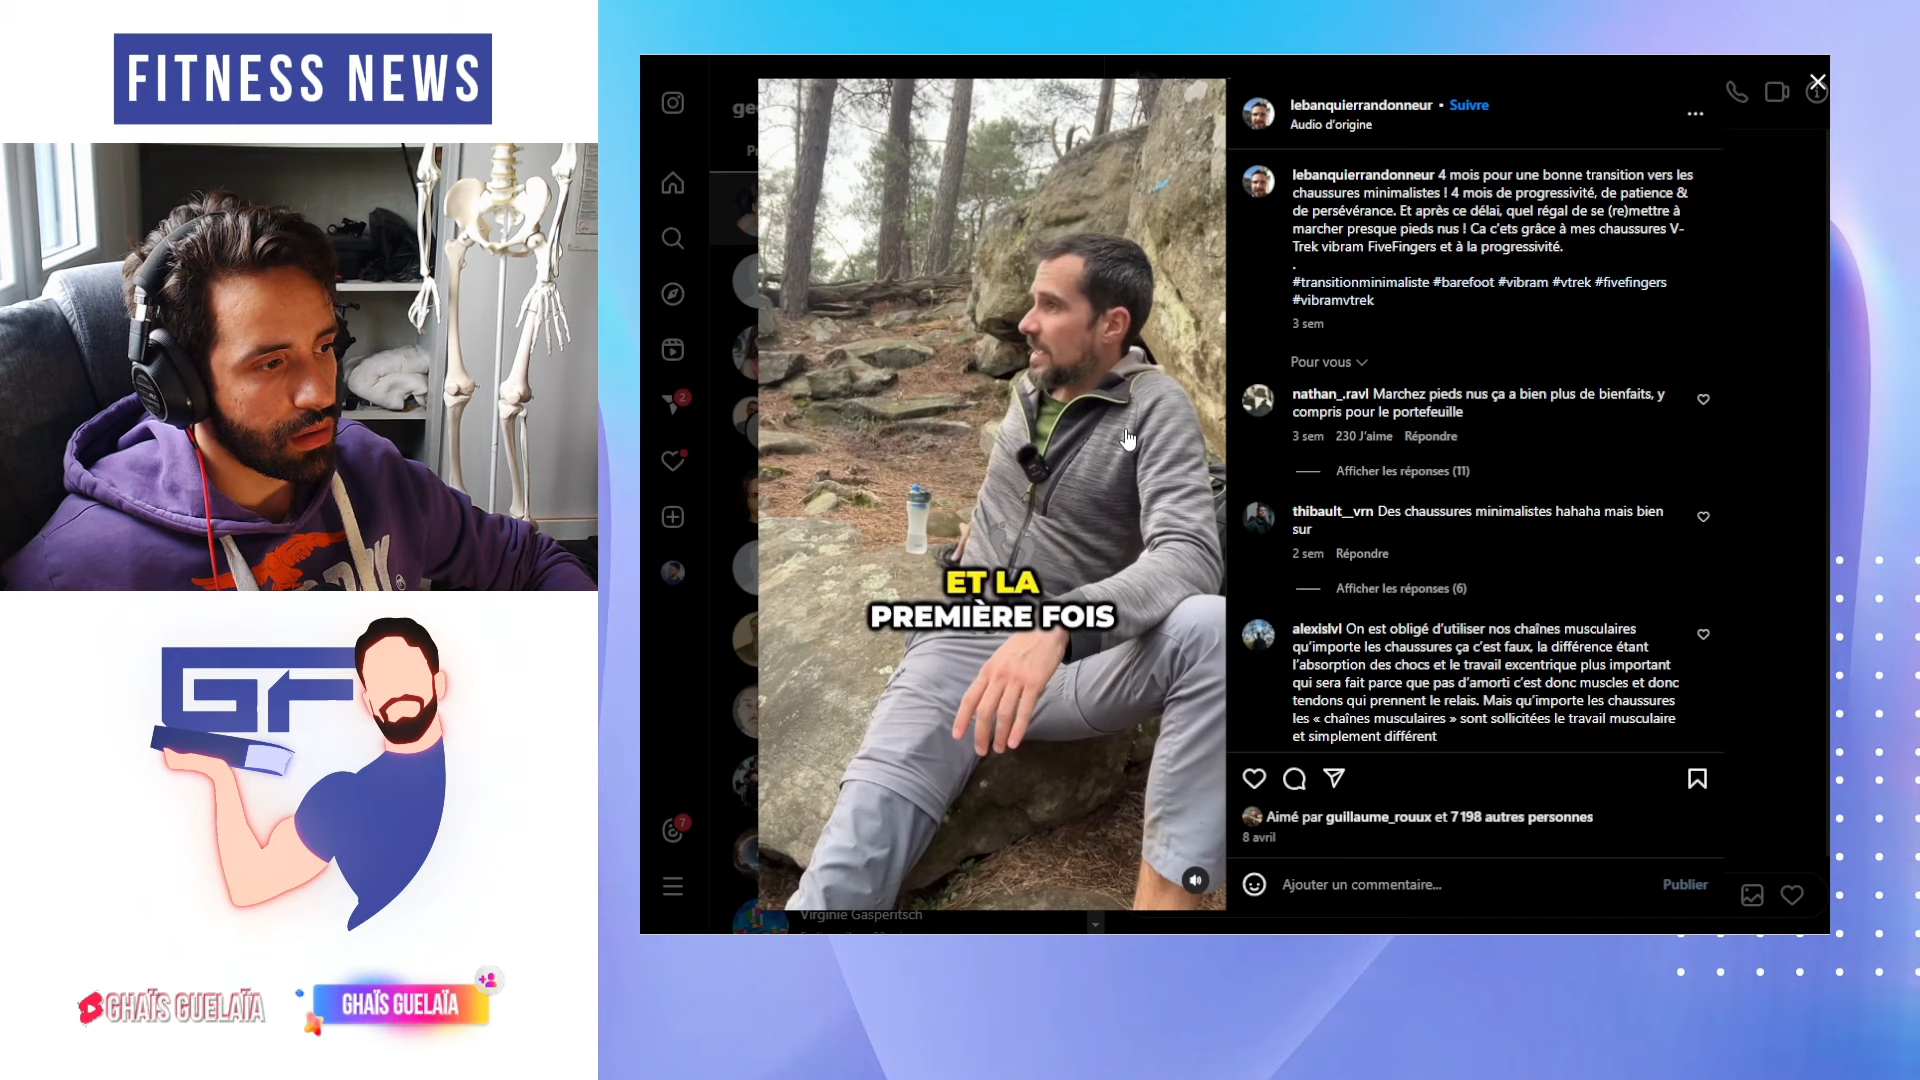 FITNESS NEWS
GF
GHAÏS GUELAÏA
GHAÏS GUELAÏA
ET LA
PREMIÈRE FOIS
Virginie Gasperitsch
2
7
lebanquierrandonneur • Suivre
Audio d'origine
lebanquierrandonneur 4 mois pour une bonne transition vers les
chaussures minimalistes ! 4 mois de progressivité, de patience &
de persévérance. Et après ce délai, quel régal de se (re)mettre à
marcher presque pieds nus ! Ca c'ets grâce à mes chaussures V-
Trek vibram FiveFingers et à la progressivité.
.
#transitionminimaliste #barefoot #vibram #vtrek #fivefingers
#vibramvtrek
3 sem
Pour vous
nathan_.ravl Marchez pieds nus ça a bien plus de bienfaits, y
compris pour le portefeuille
3 sem 230 J'aime Répondre
Afficher les réponses (11)
thibault__vrn Des chaussures minimalistes hahaha mais bien
sur
2 sem Répondre
Afficher les réponses (6)
alexislvl On est obligé d'utiliser nos chaînes musculaires
qu'importe les chaussures ça c'est faux, la différence étant
l'absorption des chocs et le travail excentrique plus important
qui sera fait parce que pas d'amorti c'est donc muscles et donc
tendons qui prennent le relais. Mais qu'importe les chaussures
les « chaînes musculaires » sont sollicitées le travail musculaire
et simplement différent
Aimé par guillaume_rouux et 7 198 autres personnes
8 avril
Ajouter un commentaire...
Publier